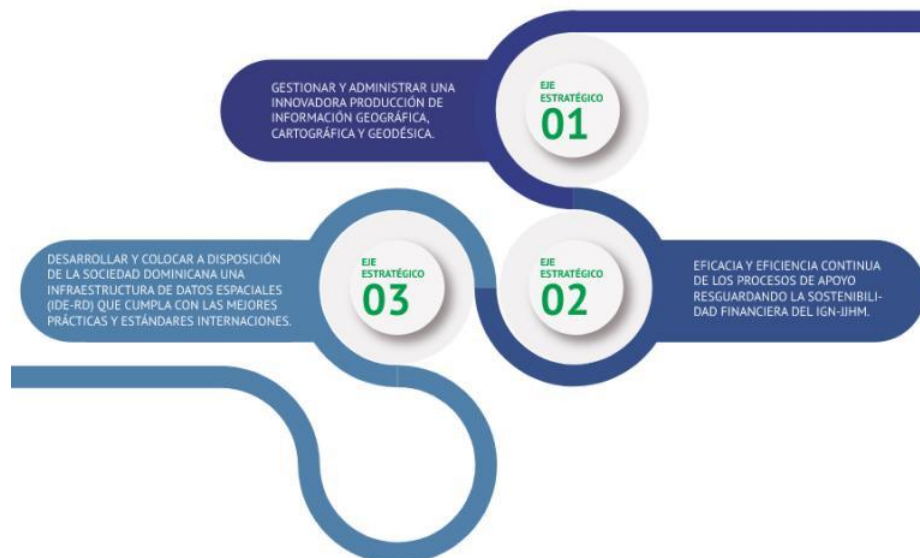 GESTIONAR Y ADMINISTRAR UNA
INNOVADORA PRODUCCIÓN DE
INFORMACIÓN GEOGRÁFICA,
CARTOGRÁFICA Y GEODÉSICA.
EJE
ESTRATÉGICO
01
DESARROLLAR Y COLOCAR A DISPOSICIÓN
DE LA SOCIEDAD DOMINICANA UNA
INFRAESTRUCTURA DE DATOS ESPACIALES
(IDE-RD) QUE CUMPLA CON LAS MEJORES
PRÁCTICAS Y ESTÁNDARES INTERNACIONES.
EJE
ESTRATÉGICO
03
EJE
ESTRATÉGICO
02
EFICACIA Y EFICIENCIA CONTINUA
DE LOS PROCESOS DE APOYO
RESGUARDANDO LA SOSTENIBILI-
DAD FINANCIERA DEL IGN-JJHM.